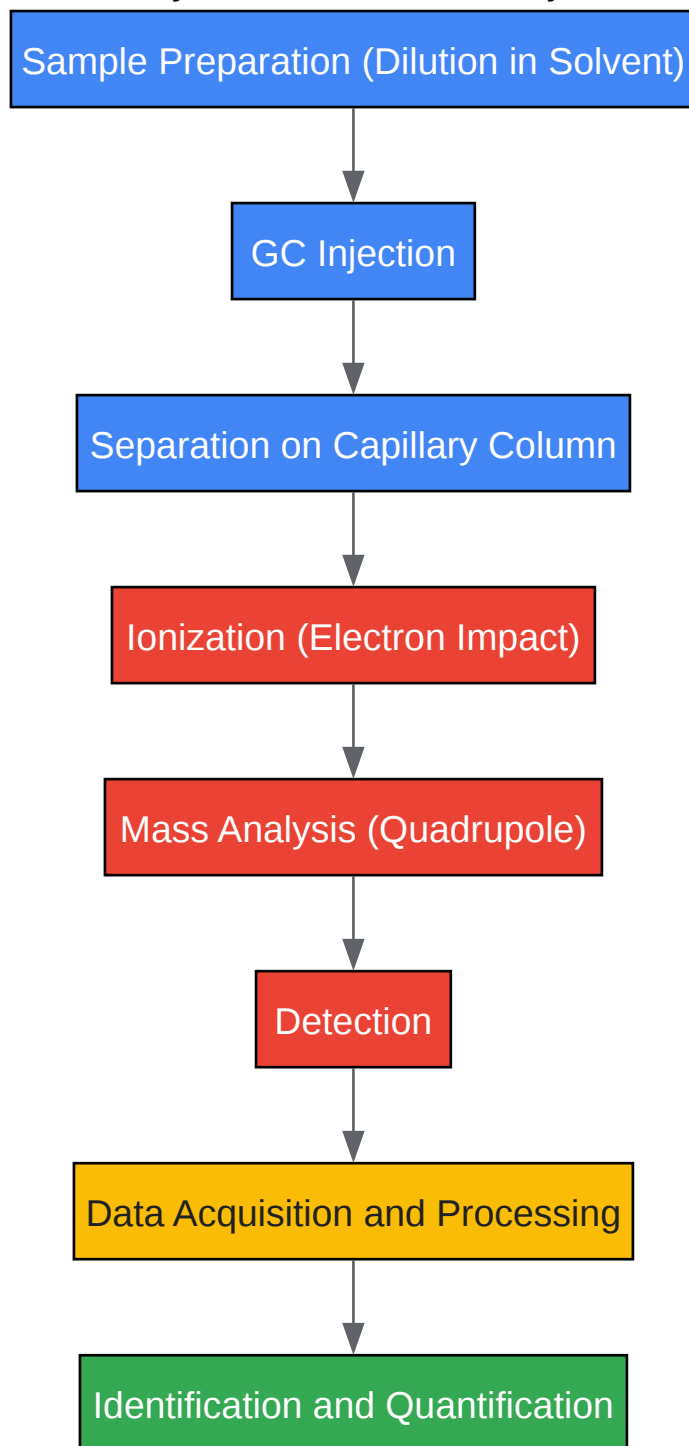 Sample Preparation (Dilution in Solvent)
GC Injection
Separation on Capillary Column
Ionization (Electron Impact)
Mass Analysis (Quadrupole)
Detection
Data Acquisition and Processing
Identification and Quantification